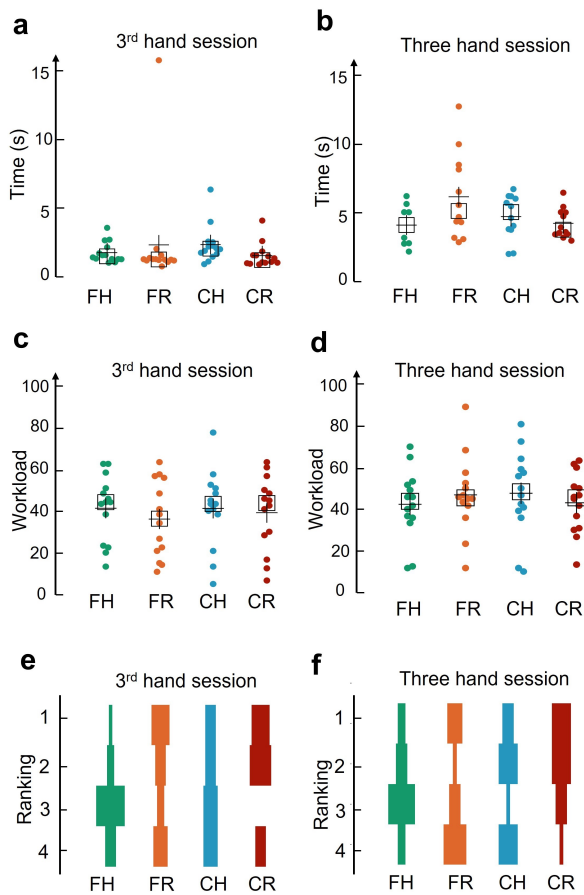 a
3rd hand session
Time (s)
15
10
5
0
FH FR CH CR
b
Three hand session
Time (s)
15
10
5
0
FH FR CH CR
c
3rd hand session
Workload
100
80
60
40
20
0
FH FR CH CR
d
Three hand session
Workload
100
80
60
40
20
0
FH FR CH CR
e
3rd hand session
Ranking
1
2
3
4
FH FR CH CR
f
Three hand session
Ranking
1
2
3
4
FH FR CH CR